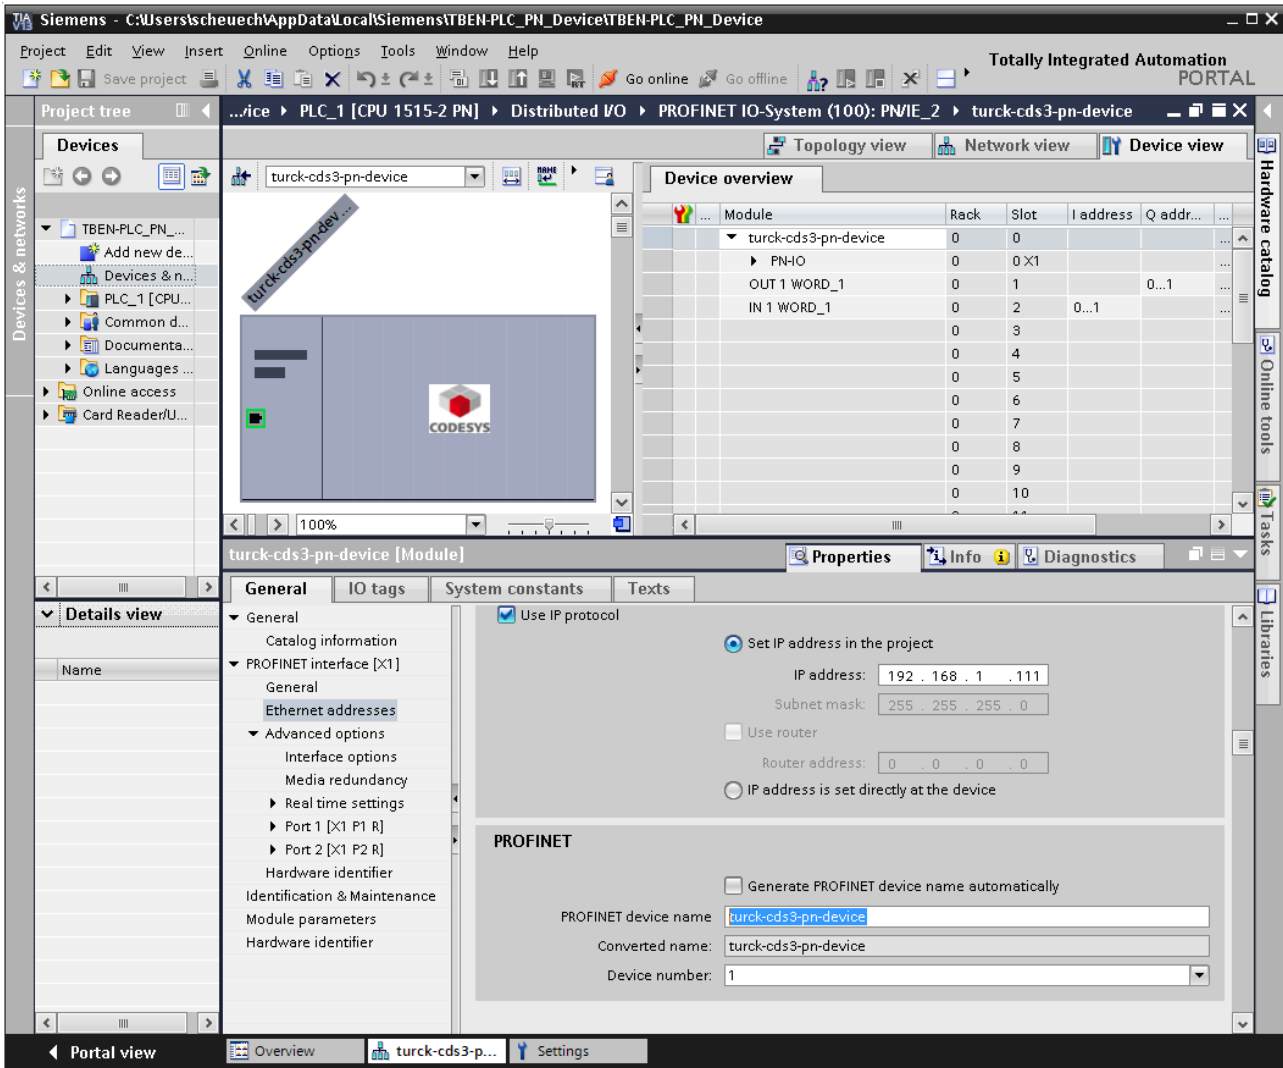 Siemens - C:\Users\scheuech\AppData\Local\Siemens\TBEN-PLC_PN_Device\TBEN-PLC_PN_Device
Project Edit View Insert Online Options Tools Window Help
Totally Integrated Automation
PORTAL
Save project Go online Go offline
Project tree
...vice PLC_1 [CPU 1515-2 PN] Distributed I/O PROFINET IO-System (100): PN/IE_2 turck-cds3-pn-device
Devices
Topology view Network view Device view
turck-cds3-pn-device
Device overview
Devices & networks
TBEN-PLC_PN_...
Add new de...
Devices & n...
PLC_1 [CPU...
Common d...
Documenta...
Languages ...
Online access
Card Reader/U...
turck-cds3-pn-dev...
CODESYS
100%
... Module Rack Slot I address Q addr... ...
turck-cds3-pn-device 0 0 ...
PN-IO 0 0 X1 ...
OUT 1 WORD_1 0 1 0...1 ...
IN 1 WORD_1 0 2 0...1 ...
0 3
0 4
0 5
0 6
0 7
0 8
0 9
0 10
Hardware catalog
Online tools
Tasks
Libraries
turck-cds3-pn-device [Module]
Properties Info Diagnostics
General IO tags System constants Texts
Details view
Name
General
Catalog information
PROFINET interface [X1]
General
Ethernet addresses
Advanced options
Interface options
Media redundancy
Real time settings
Port 1 [X1 P1 R]
Port 2 [X1 P2 R]
Hardware identifier
Identification & Maintenance
Module parameters
Hardware identifier
Use IP protocol
Set IP address in the project
IP address: 192 . 168 . 1 .111
Subnet mask: 255 . 255 . 255 . 0
Use router
Router address: 0 . 0 . 0 . 0
IP address is set directly at the device
PROFINET
Generate PROFINET device name automatically
PROFINET device name turck-cds3-pn-device
Converted name: turck-cds3-pn-device
Device number: 1
Portal view
Overview turck-cds3-p... Settings